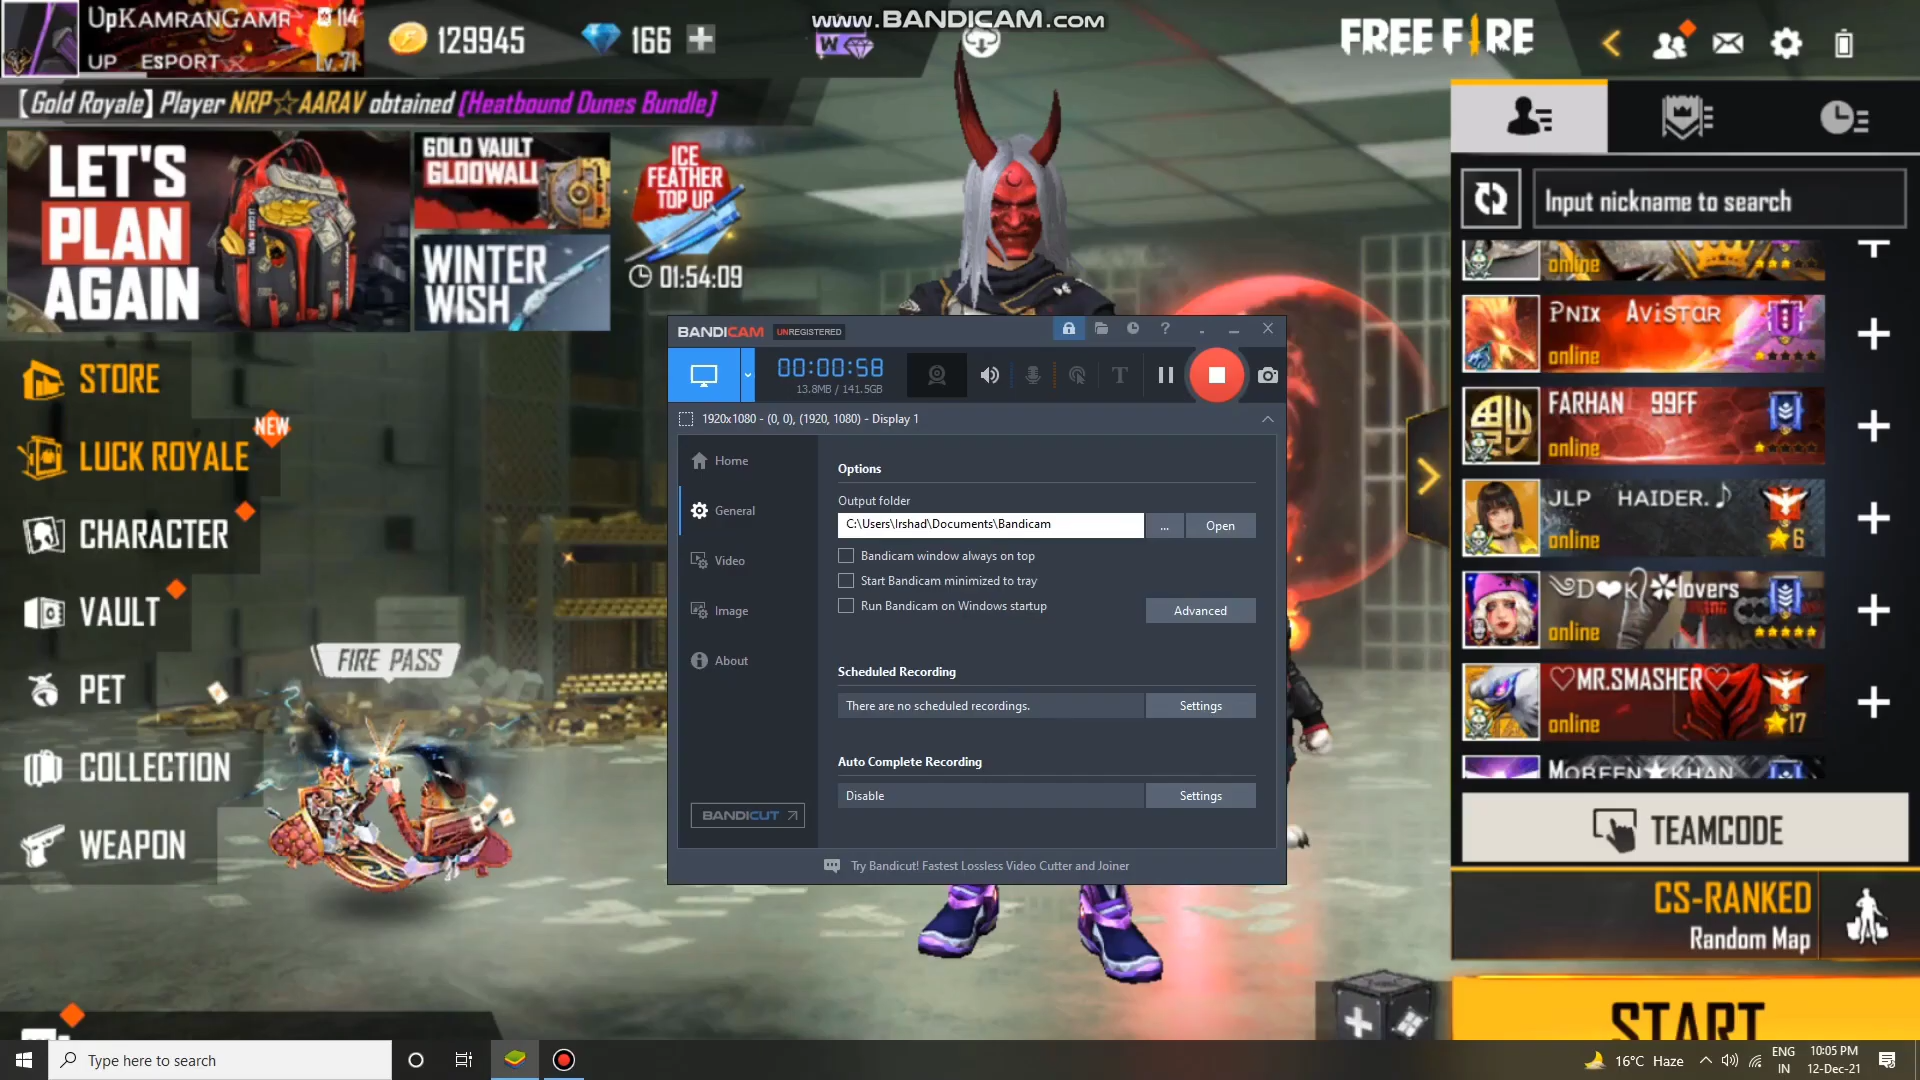 UpKamranGamr
114
UP EsPORT
Lv.71
129945
166
www.BANDICAM.com
FREE FIRE
[Gold Royale] Player NRP☆AARAV obtained [Heatbound Dunes Bundle]
LET'S
PLAN
AGAIN
GOLD VAULT
GLOOWALL
WINTER
WISH
ICE
FEATHER
TOP UP
01:54:09
STORE
NEW
LUCK ROYALE
CHARACTER
VAULT
PET
COLLECTION
WEAPON
FIRE PASS
BANDICAM
UNREGISTERED
00:00:58
13.8MB / 141.5GB
1920x1080 - (0, 0), (1920, 1080) - Display 1
Home
General
Video
Image
About
BANDICUT
Options
Output folder
C:\Users\Irshad\Documents\Bandicam
...
Open
Bandicam window always on top
Start Bandicam minimized to tray
Run Bandicam on Windows startup
Advanced
Scheduled Recording
There are no scheduled recordings.
Settings
Auto Complete Recording
Disable
Settings
Try Bandicut! Fastest Lossless Video Cutter and Joiner
Input nickname to search
online
Pnix Avistar
online
FARHAN 99FF
online
JLP HAIDER.♪
online
6
༄D❤K✿lovers
online
♡MR.SMASHER♡
online
17
Mobeen★khan
TEAMCODE
CS-RANKED
Random Map
START
Type here to search
16°C Haze
ENG
IN
10:05 PM
12-Dec-21